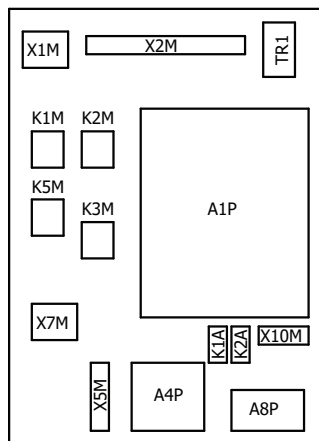 X1M
X2M
TR1
K1M
K2M
K5M
K3M
A1P
X7M
K1A
K2A
X10M
X5M
A4P
A8P